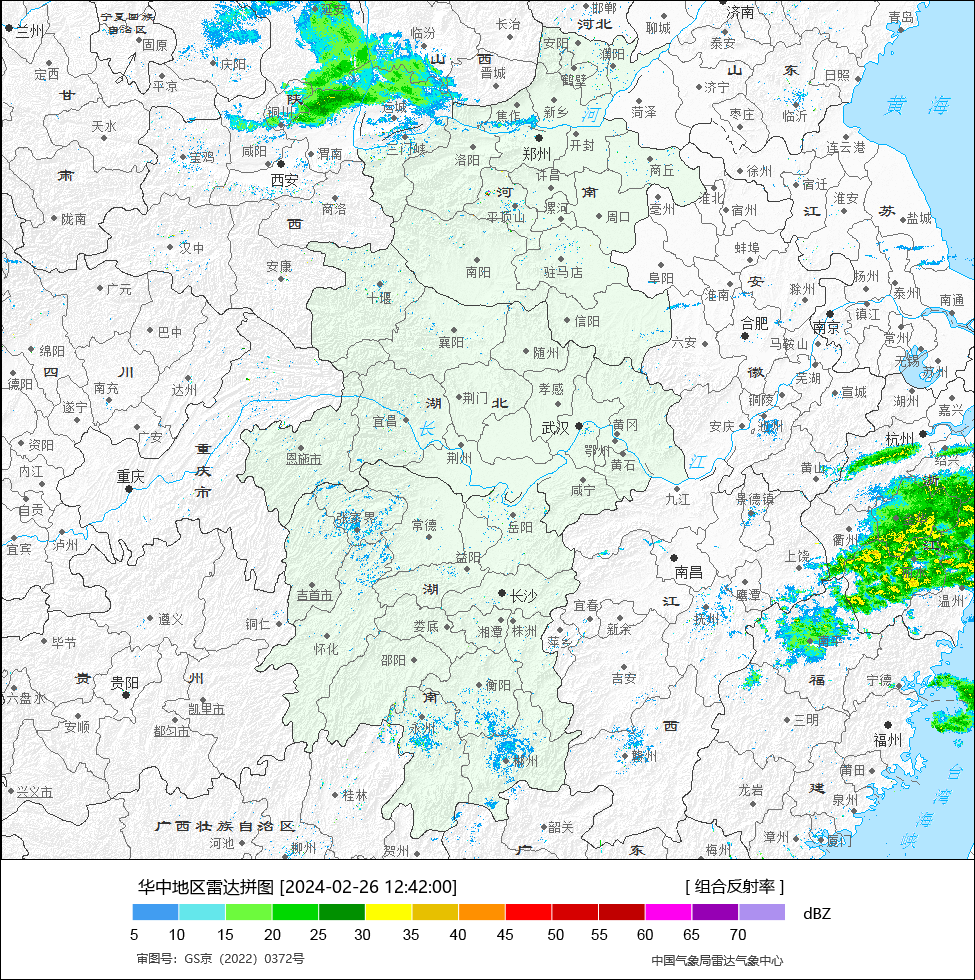 兰州
宁夏回族
自治区
固原
延安
临汾
长治
邯郸
河北
聊城
济南
青岛
定西
庆阳
山
西
安阳
濮阳
泰安
甘
平凉
陕
晋城
鹤壁
济宁
山
东
日照
天水
铜川
运城
焦作
新乡
河
菏泽
枣庄
临沂
黄
海
咸阳
渭南
三门峡
洛阳
郑州
开封
连云港
宝鸡
西安
肃
许昌
商丘
徐州
宿迁
淮安
商洛
河
南
淮北
陇南
西
平顶山
漯河
周口
亳州
宿州
江
苏
盐城
汉中
安康
南阳
驻马店
阜阳
蚌埠
广元
十堰
淮南
安
滁州
扬州
泰州
南通
巴中
信阳
合肥
南京
镇江
绵阳
襄阳
随州
六安
马鞍山
常州
德阳
四
川
南充
达州
徽
芜湖
无锡
苏州
遂宁
湖
荆门
北
孝感
铜陵
宣城
湖州
嘉兴
广安
宜昌
长
武汉
黄冈
安庆
池州
资阳
重
庆
市
荆州
鄂州
杭州
内江
恩施市
黄石
江
黄山
绍兴
重庆
咸宁
九江
浙
自贡
张家界
常德
岳阳
景德镇
衢州
江
宜宾
泸州
益阳
南昌
上饶
吉首市
湖
长沙
鹰潭
温州
遵义
铜仁
娄底
湘潭
株洲
宜春
新余
江
抚州
毕节
怀化
邵阳
萍乡
贵
贵阳
州
衡阳
吉安
福
宁德
六盘水
凯里市
南
永州
西
三明
安顺
都匀市
福州
郴州
赣州
莆田
台
兴义市
桂林
龙岩
建
泉州
湾
广西壮族自治区
韶关
漳州
厦门
海
河池
柳州
贺州
广
东
梅州
峡
华中地区雷达拼图 [2024-02-26 12:42:00]
[ 组合反射率 ]
dBZ
5 10 15 20 25 30 35 40 45 50 55 60 65 70
审图号：GS京（2022）0372号
中国气象局雷达气象中心